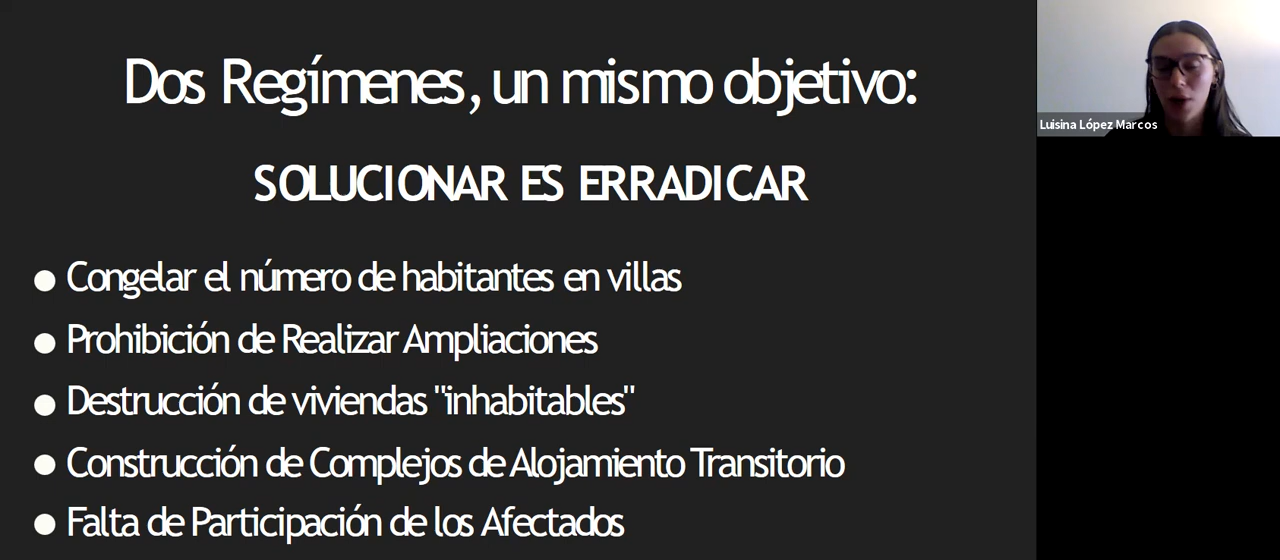 Dos Regímenes, un mismo objetivo:
SOLUCIONAR ES ERRADICAR
● Congelar el número de habitantes en villas
● Prohibición de Realizar Ampliaciones
● Destrucción de viviendas "inhabitables"
● Construcción de Complejos de Alojamiento Transitorio
● Falta de Participación de los Afectados
Luisina López Marcos